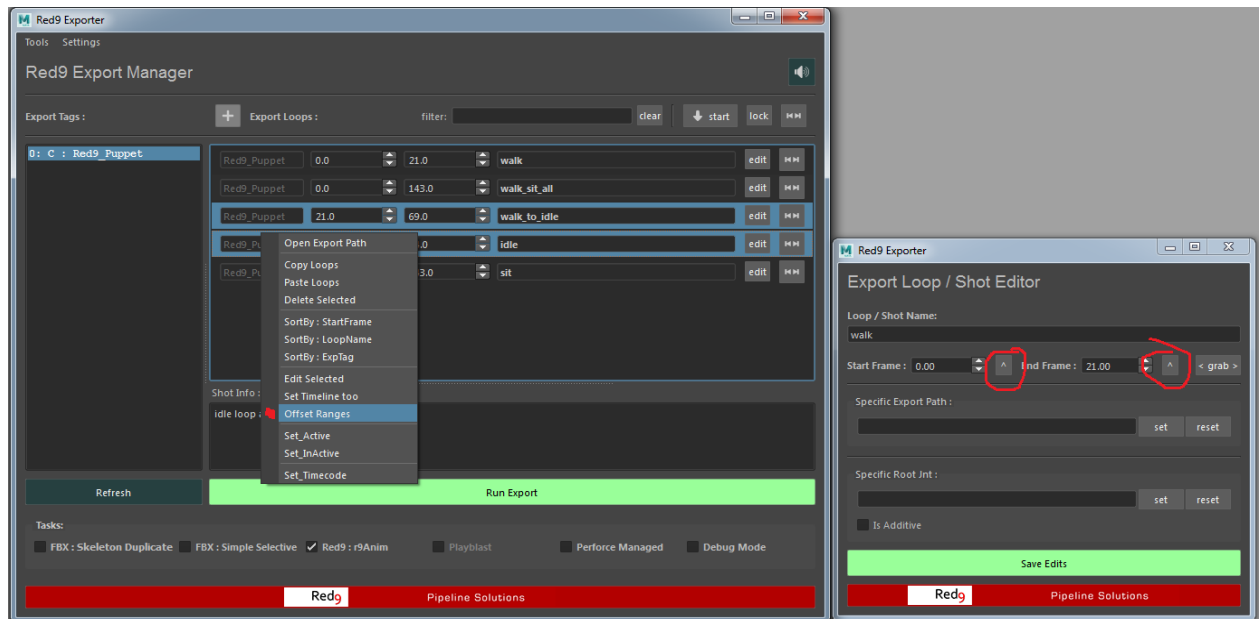 Red9 Exporter
Tools Settings
Red9 Export Manager
Export Tags : + Export Loops : filter: clear start lock
0: C : Red9_Puppet
Red9_Puppet 0.0 21.0 walk edit
Red9_Puppet 0.0 143.0 walk_sit_all edit
Red9_Puppet 21.0 69.0 walk_to_idle edit
Red9_Pu .0 idle edit
Red9_Pu 3.0 sit edit
Open Export Path
Copy Loops
Paste Loops
Delete Selected
SortBy : StartFrame
SortBy : LoopName
SortBy : ExpTag
Edit Selected
Set Timeline too
Offset Ranges
Set_Active
Set_InActive
Set_Timecode
Shot Info :
idle loop
Refresh Run Export
Tasks:
FBX : Skeleton Duplicate FBX : Simple Selective Red9 : r9Anim Playblast Perforce Managed Debug Mode
Red9 Pipeline Solutions
Red9 Exporter
Export Loop / Shot Editor
Loop / Shot Name:
walk
Start Frame : 0.00 ^ End Frame : 21.00 ^ < grab >
Specific Export Path :
set reset
Specific Root Jnt :
set reset
Is Additive
Save Edits
Red9 Pipeline Solutions